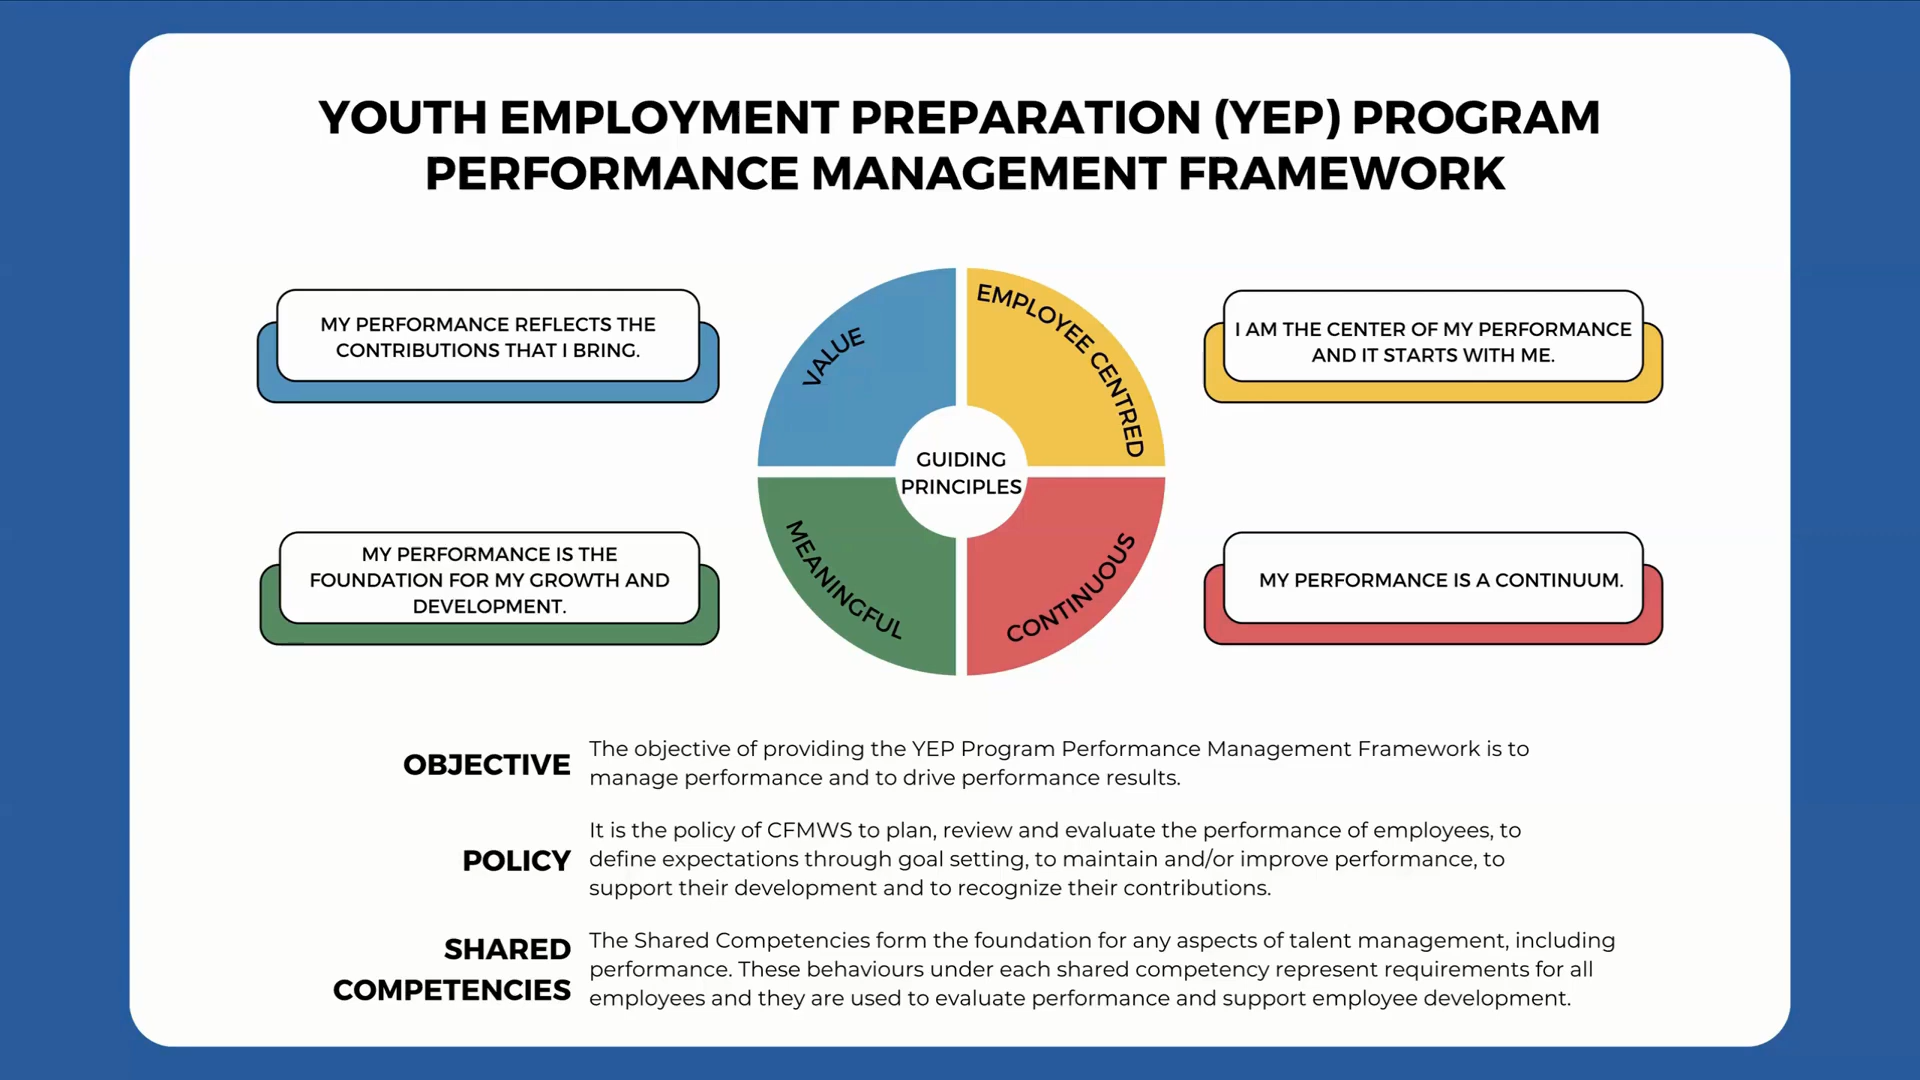 YOUTH EMPLOYMENT PREPARATION (YEP) PROGRAM
PERFORMANCE MANAGEMENT FRAMEWORK
MY PERFORMANCE REFLECTS THE
CONTRIBUTIONS THAT I BRING.
VALUE
EMPLOYEE CENTRED
I AM THE CENTER OF MY PERFORMANCE
AND IT STARTS WITH ME.
GUIDING
PRINCIPLES
MY PERFORMANCE IS THE
FOUNDATION FOR MY GROWTH AND
DEVELOPMENT.
MEANINGFUL
CONTINUOUS
MY PERFORMANCE IS A CONTINUUM.
OBJECTIVE
The objective of providing the YEP Program Performance Management Framework is to
manage performance and to drive performance results.
POLICY
It is the policy of CFMWS to plan, review and evaluate the performance of employees, to
define expectations through goal setting, to maintain and/or improve performance, to
support their development and to recognize their contributions.
SHARED
COMPETENCIES
The Shared Competencies form the foundation for any aspects of talent management, including
performance. These behaviours under each shared competency represent requirements for all
employees and they are used to evaluate performance and support employee development.